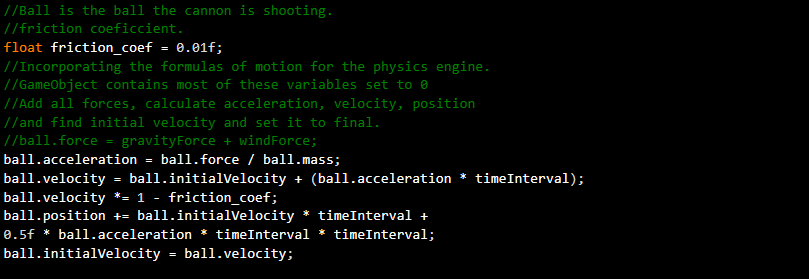 //Ball is the ball the cannon is shooting.
//friction coeficcient.
float friction_coef = 0.01f;
//Incorporating the formulas of motion for the physics engine.
//GameObject contains most of these variables set to 0
//Add all forces, calculate acceleration, velocity, position
//and find initial velocity and set it to final.
//ball.force = gravityForce + windForce;
ball.acceleration = ball.force / ball.mass;
ball.velocity = ball.initialVelocity + (ball.acceleration * timeInterval);
ball.velocity *= 1 - friction_coef;
ball.position += ball.initialVelocity * timeInterval +
0.5f * ball.acceleration * timeInterval * timeInterval;
ball.initialVelocity = ball.velocity;